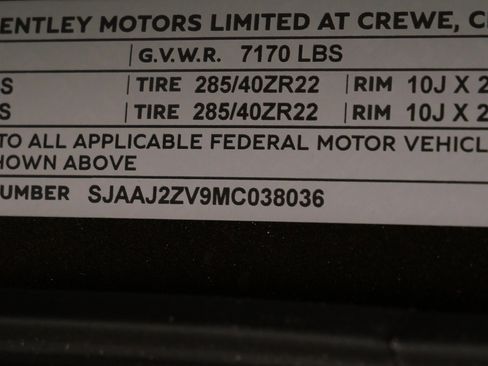 ENTLEY MOTORS LIMITED AT CREWE, C
G.V.W.R. 7170 LBS
S TIRE 285/40ZR22 RIM 10J X 2
S TIRE 285/40ZR22 RIM 10J X 2
TO ALL APPLICABLE FEDERAL MOTOR VEHICL
HOWN ABOVE
UMBER SJAAJ2ZV9MC038036